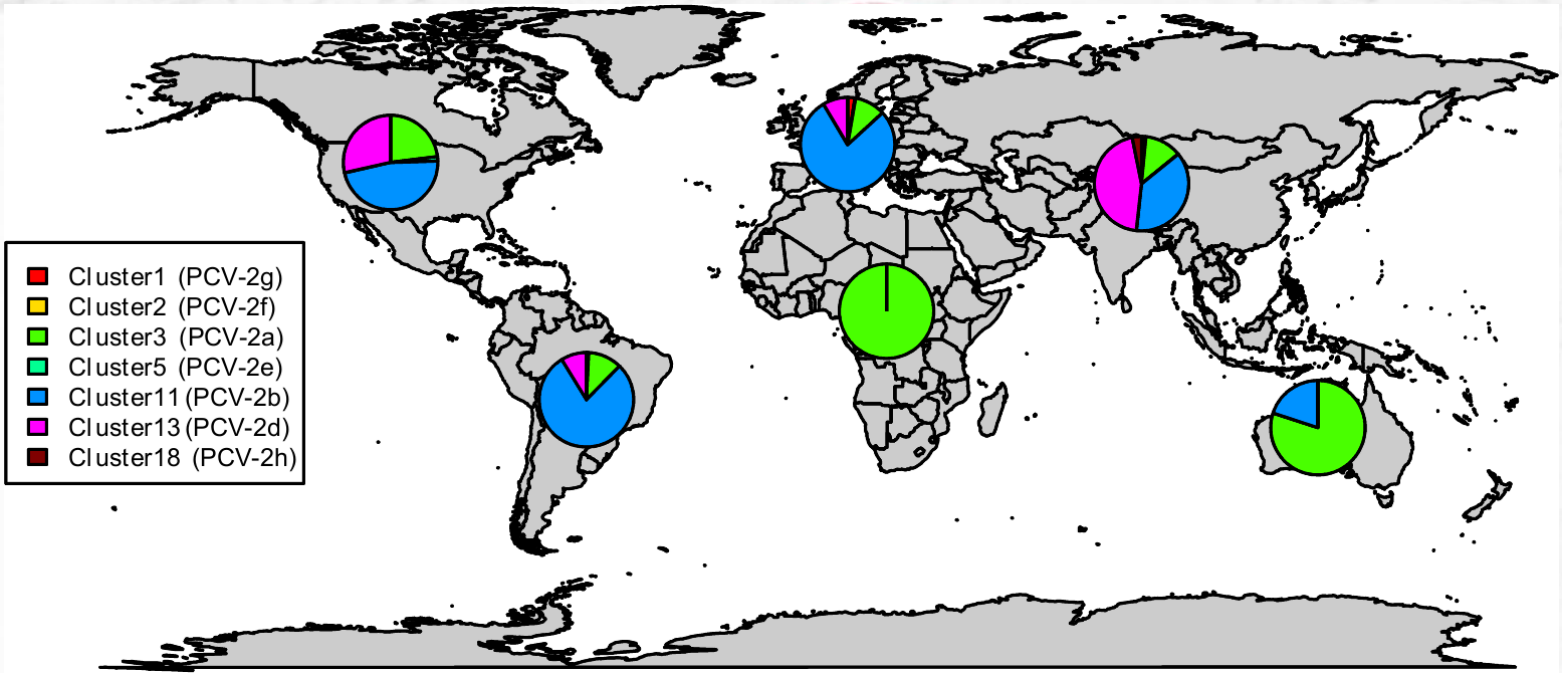 Cluster1 (PCV-2g)
Cluster2 (PCV-2f)
Cluster3 (PCV-2a)
Cluster5 (PCV-2e)
Cluster11 (PCV-2b)
Cluster13 (PCV-2d)
Cluster18 (PCV-2h)